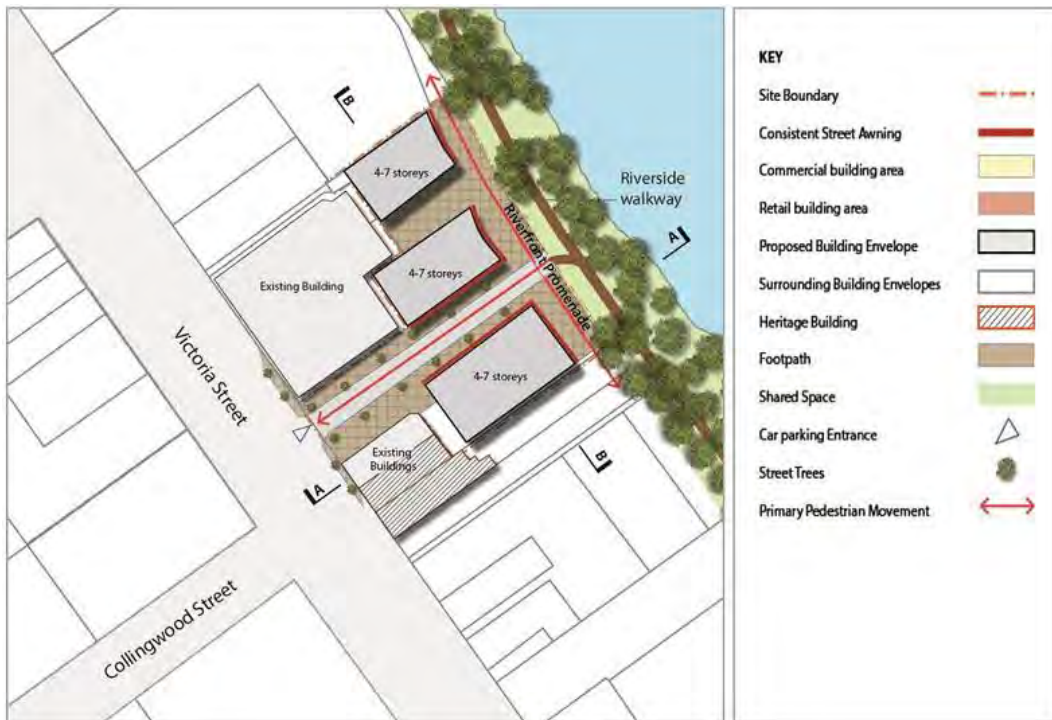 B
4-7 storeys
Riverside
walkway
A
Riverfront Promenade
4-7 storeys
Existing Building
Victoria Street
4-7 storeys
Existing
Buildings
B
A
Collingwood Street
KEY
Site Boundary
Consistent Street Awning
Commercial building area
Retail building area
Proposed Building Envelope
Surrounding Building Envelopes
Heritage Building
Footpath
Shared Space
Car parking Entrance
Street Trees
Primary Pedestrian Movement